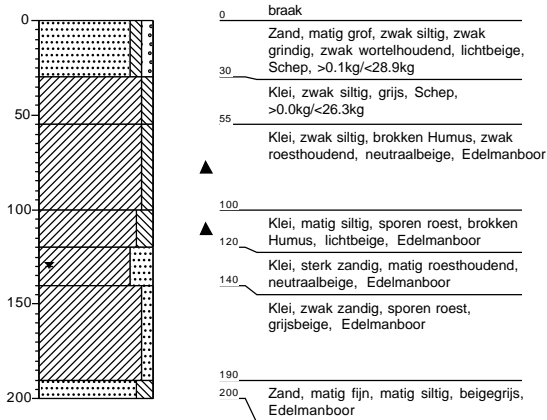 0
50
100
150
200
0
braak
Zand, matig grof, zwak siltig, zwak
grindig, zwak wortelhoudend, lichtbeige,
Schep, >0.1kg/<28.9kg
30
Klei, zwak siltig, grijs, Schep,
>0.0kg/<26.3kg
55
Klei, zwak siltig, brokken Humus, zwak
roesthoudend, neutraalbeige, Edelmanboor
100
Klei, matig siltig, sporen roest, brokken
Humus, lichtbeige, Edelmanboor
120
Klei, sterk zandig, matig roesthoudend,
neutraalbeige, Edelmanboor
140
Klei, zwak zandig, sporen roest,
grijsbeige, Edelmanboor
190
200
Zand, matig fijn, matig siltig, beigegrijs,
Edelmanboor